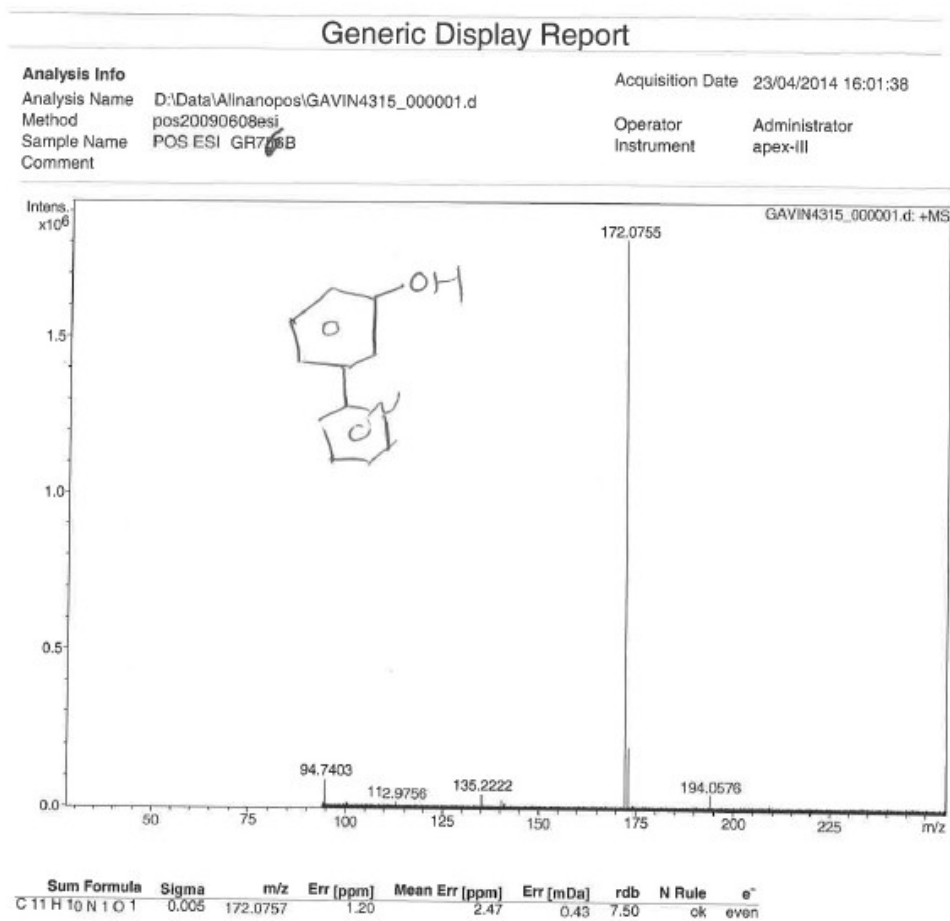 Generic Display Report
Analysis Info
Acquisition Date 23/04/2014 16:01:38
Analysis Name D:\Data\Allnanopos\GAVIN4315_000001.d
Method pos20090608esi
Operator Administrator
Sample Name POS ESI
Instrument apex-III
Comment
Intens.
x10⁶
GAVIN4315_000001.d: +MS
172.0755
OH
N
1.5
1.0
0.5
94.7403
112.9756
135.2222
194.0576
0.0
50 75 100 125 150 175 200 225 m/z
Sum Formula Sigma m/z Err [ppm] Mean Err [ppm] Err [mDa] rdb N Rule e⁻
C 11 H 10 N 1 O 1 0.005 172.0757 1.20 2.47 0.43 7.50 ok even